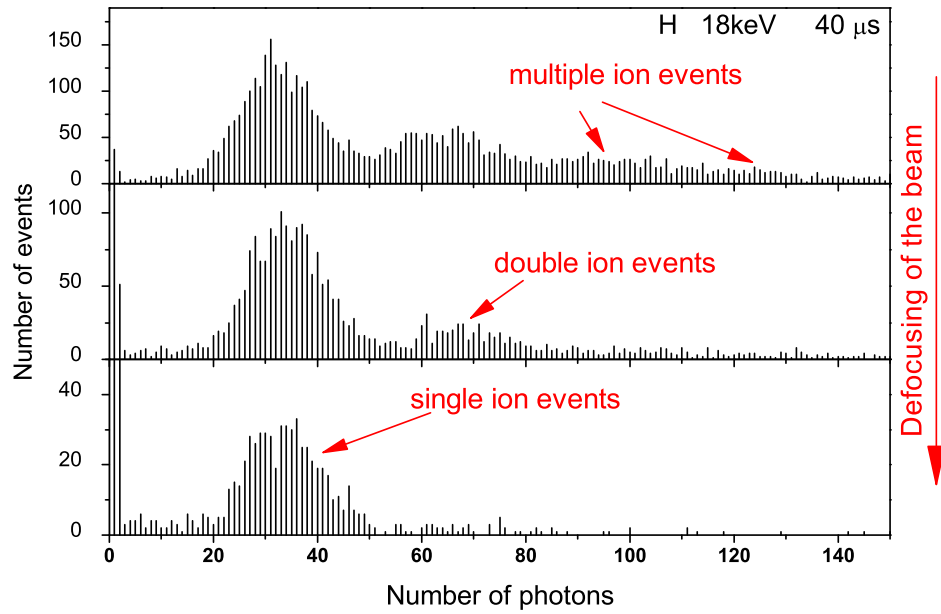 H 18keV 40 μs
multiple ion events
150
100
50
0
double ion events
100
50
0
single ion events
40
20
0
0 20 40 60 80 100 120 140
Number of photons
Number of events
Defocusing of the beam